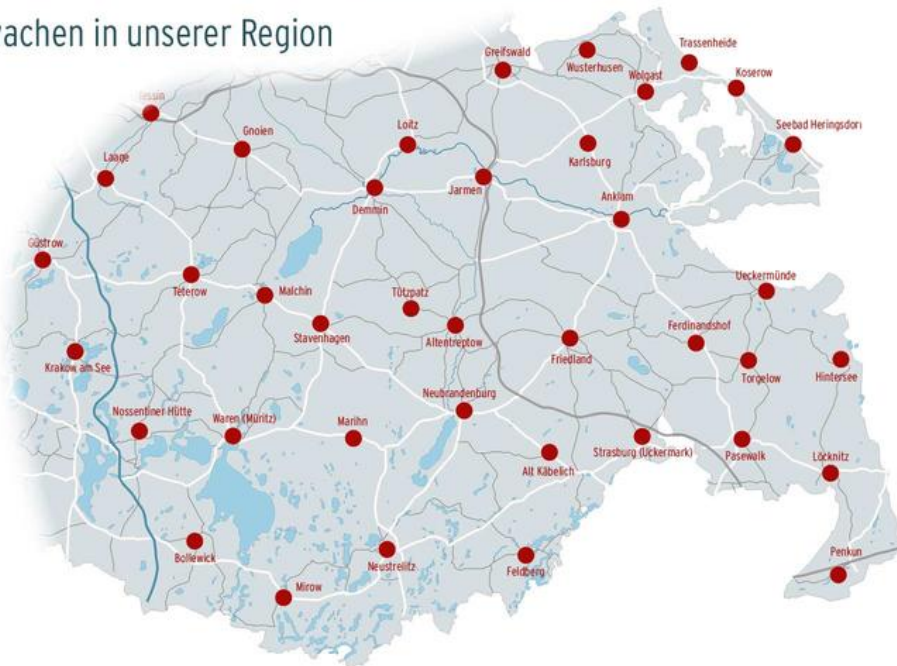 wachen in unserer Region
Greifswald
Wusterhusen
Trassenheide
Wolgast
Koserow
Tessin
Gnoien
Loitz
Karlsburg
Seebad Heringsdorf
Laage
Demmin
Jarmen
Anklam
Güstrow
Teterow
Malchin
Tützpatz
Ueckermünde
Stavenhagen
Altentreptow
Friedland
Ferdinandshof
Krakow am See
Torgelow
Hintersee
Nossentiner Hütte
Waren (Müritz)
Marihn
Neubrandenburg
Alt Käbelich
Strasburg (Uckermark)
Pasewalk
Löcknitz
Bollewick
Neustrelitz
Feldberg
Penkun
Mirow